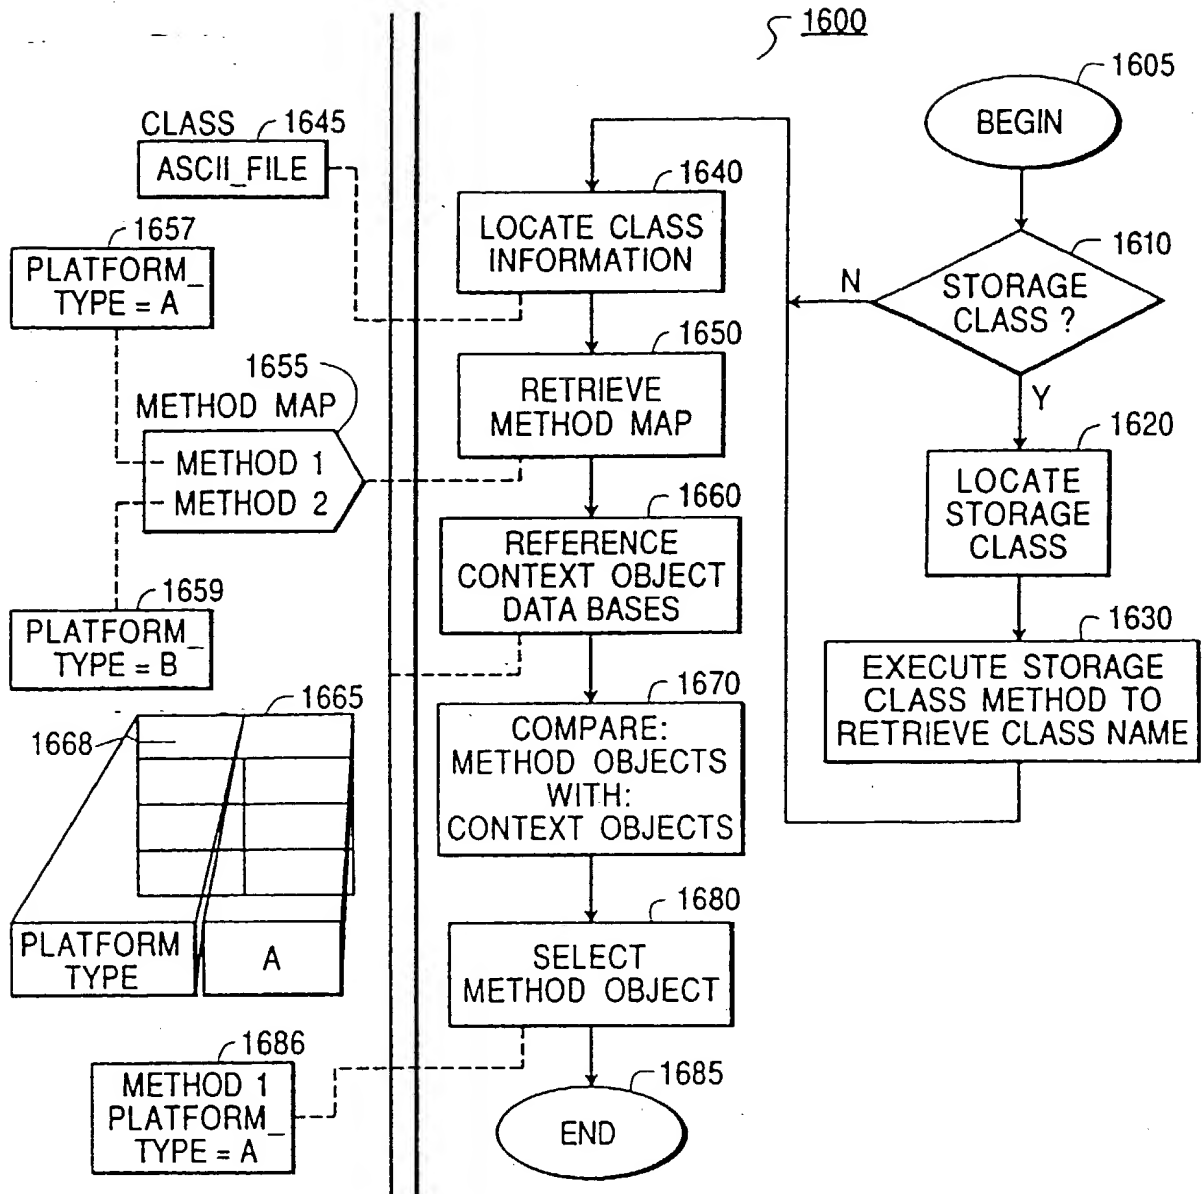 1600
1605
BEGIN
1610
STORAGE
CLASS ?
N
Y
1620
LOCATE
STORAGE
CLASS
1630
EXECUTE STORAGE
CLASS METHOD TO
RETRIEVE CLASS NAME
1640
LOCATE CLASS
INFORMATION
1650
RETRIEVE
METHOD MAP
1660
REFERENCE
CONTEXT OBJECT
DATA BASES
1670
COMPARE:
METHOD OBJECTS
WITH:
CONTEXT OBJECTS
1680
SELECT
METHOD OBJECT
1685
END
CLASS
1645
ASCII_FILE
1657
PLATFORM_
TYPE = A
1655
METHOD MAP
METHOD 1
METHOD 2
1659
PLATFORM_
TYPE = B
1665
1668
PLATFORM
TYPE
A
1686
METHOD 1
PLATFORM_
TYPE = A